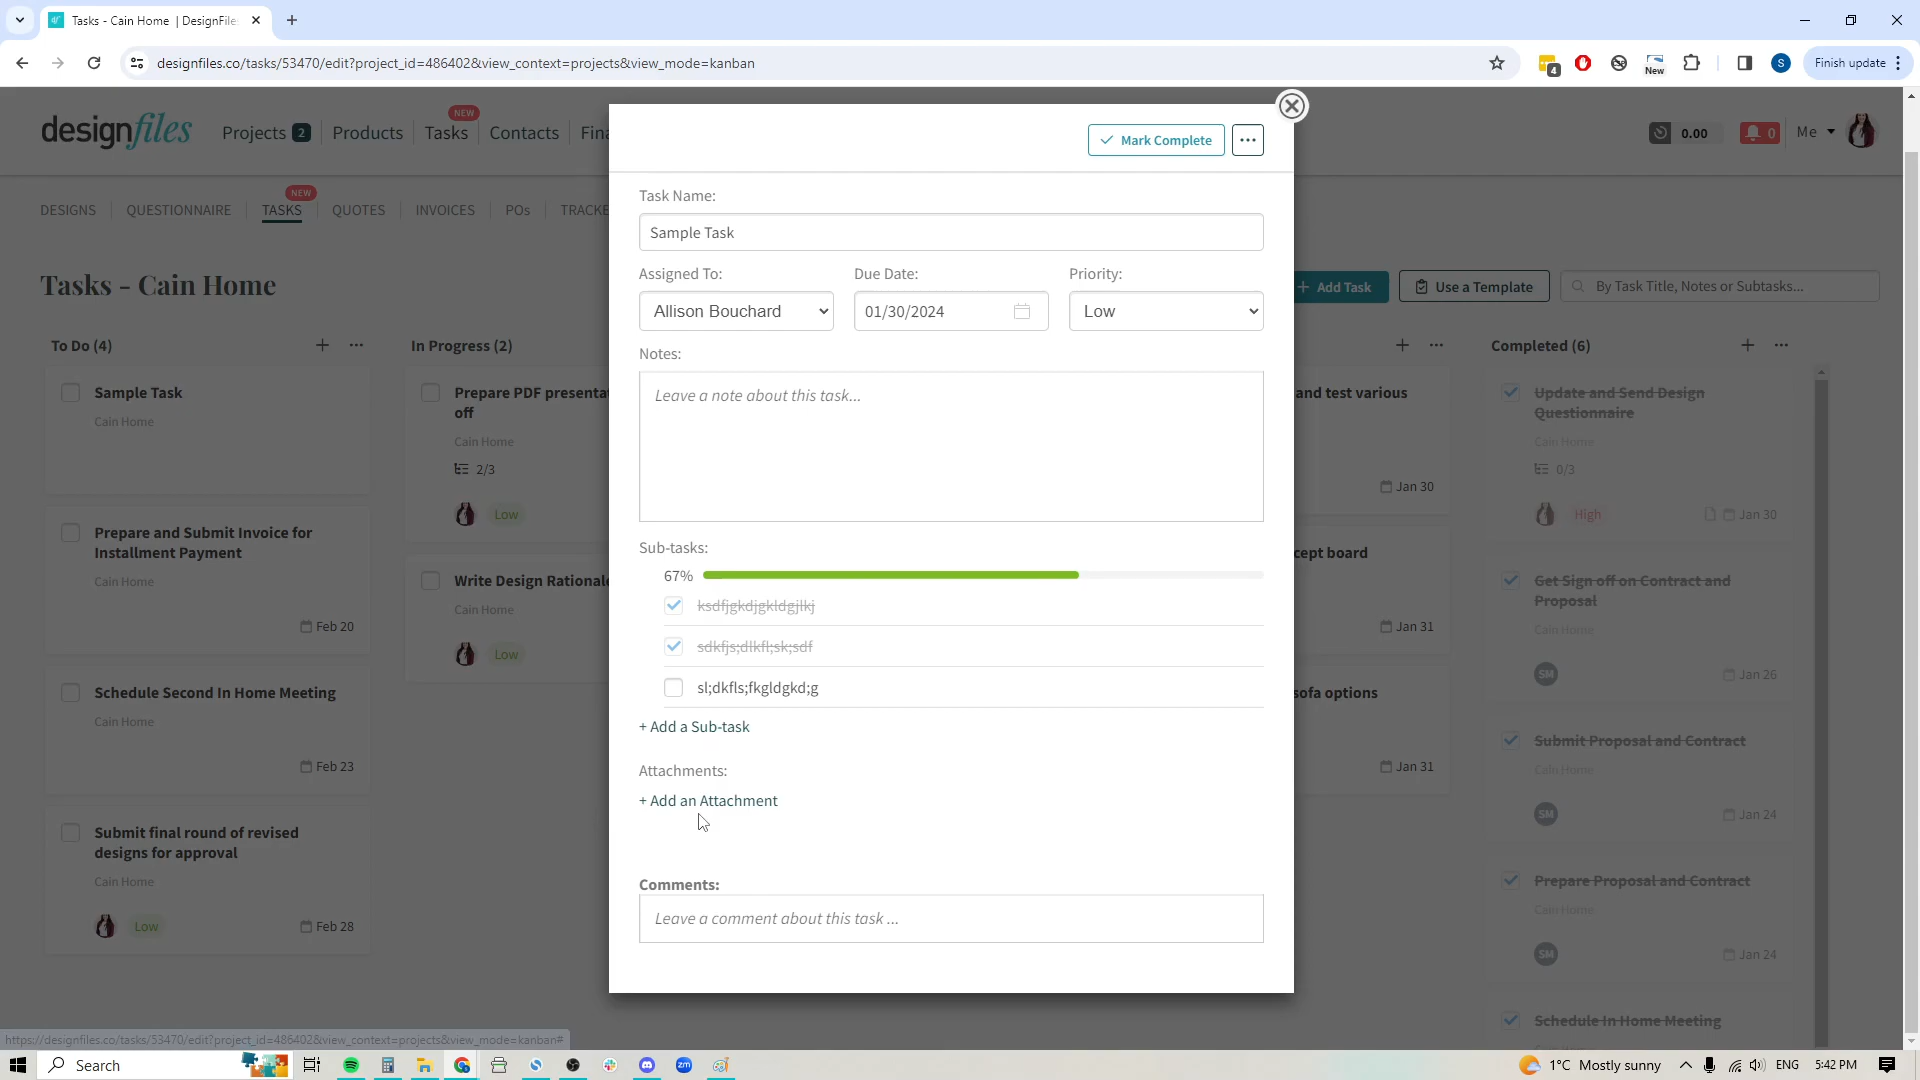 Tasks - Cain Home | DesignFile
designfiles.co/tasks/53470/edit?project_id=486402&view_context=projects&view_mode=kanban
4
New
S
Finish update
designfiles
Projects 2
Products
NEW
Tasks
Contacts
Fina
0.00
0
Me
DESIGNS
QUESTIONNAIRE
NEW
TASKS
QUOTES
INVOICES
POs
TRACKE
Tasks - Cain Home
+ Add Task
Use a Template
By Task Title, Notes or Subtasks...
To Do (4)
Sample Task
Cain Home
Prepare and Submit Invoice for
Installment Payment
Cain Home
Feb 20
Schedule Second In Home Meeting
Cain Home
Feb 23
Submit final round of revised
designs for approval
Cain Home
Low
Feb 28
In Progress (2)
Prepare PDF presenta
off
Cain Home
2/3
Low
Write Design Rational
Cain Home
Low
Mark Complete
Task Name:
Sample Task
Assigned To:
Allison Bouchard
Due Date:
01/30/2024
Priority:
Low
Notes:
Leave a note about this task...
Sub-tasks:
67%
ksdfjgkdjgkldgjlkj
sdkfjs;dlkfl;sk;sdf
sl;dkfls;fkgldgkd;g
+ Add a Sub-task
Attachments:
+ Add an Attachment
Comments:
Leave a comment about this task ...
and test various
Jan 30
cept board
Jan 31
sofa options
Jan 31
Completed (6)
Update and Send Design
Questionnaire
Cain Home
0/3
High
Jan 30
Get Sign off on Contract and
Proposal
Cain Home
SM
Jan 26
Submit Proposal and Contract
Cain Home
SM
Jan 24
Prepare Proposal and Contract
Cain Home
SM
Jan 24
Schedule In Home Meeting
https://designfiles.co/tasks/53470/edit?project_id=486402&view_context=projects&view_mode=kanban#
Search
zm
1°C Mostly sunny
ENG
5:42 PM